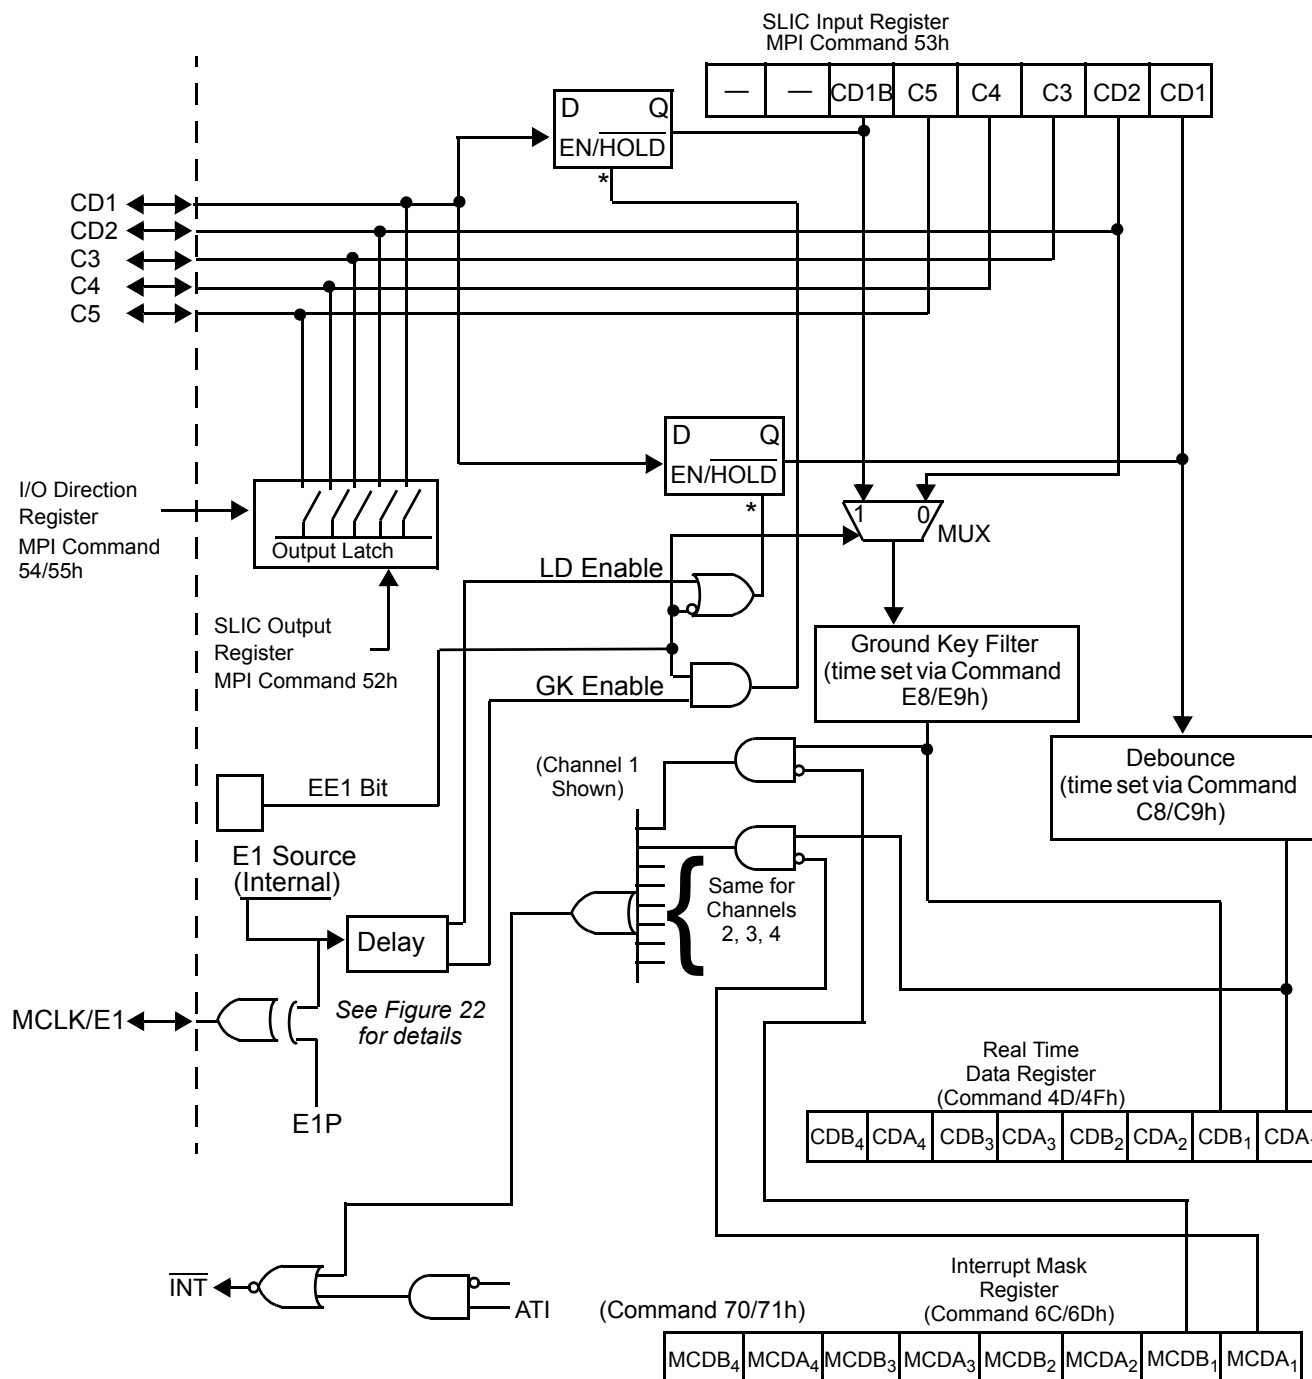 SLIC Input Register
MPI Command 53h
— — CD1B C5 C4 C3 CD2 CD1
D Q
EN/HOLD
*
CD1
CD2
C3
C4
C5
D Q
EN/HOLD
*
I/O Direction
Register
MPI Command
54/55h
Output Latch
1 0
MUX
LD Enable
SLIC Output
Register
MPI Command 52h
GK Enable
Ground Key Filter
(time set via Command
E8/E9h)
(Channel 1
Shown)
Debounce
(time set via Command
C8/C9h)
EE1 Bit
E1 Source
(Internal)
Same for
Channels
2, 3, 4
{
Delay
See Figure 22
for details
MCLK/E1
E1P
Real Time
Data Register
(Command 4D/4Fh)
CDB4 CDA4 CDB3 CDA3 CDB2 CDA2 CDB1 CDA1
INT
ATI
(Command 70/71h)
Interrupt Mask
Register
(Command 6C/6Dh)
MCDB4 MCDA4 MCDB3 MCDA3 MCDB2 MCDA2 MCDB1 MCDA1